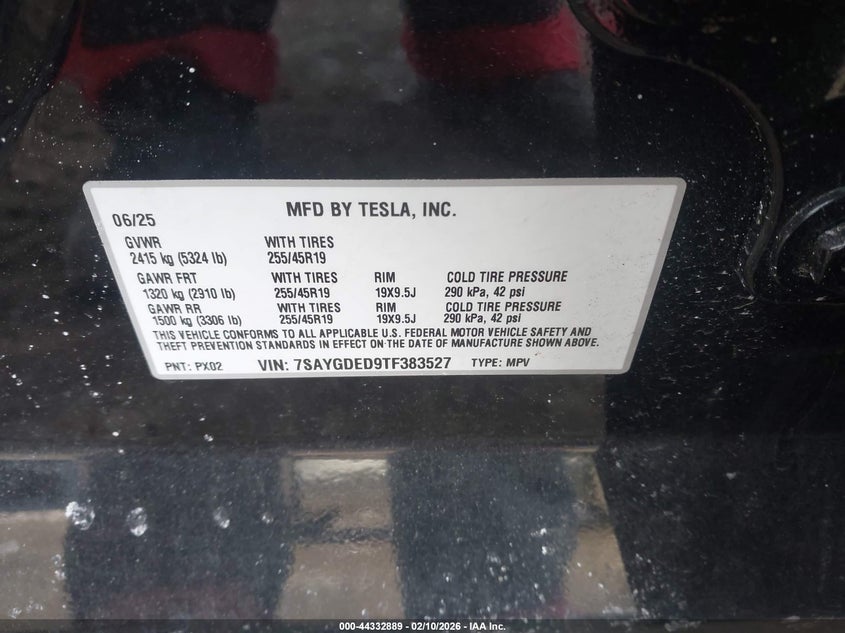 06/25 MFD BY TESLA, INC.
GVWR WITH TIRES
2415 kg (5324 lb) 255/45R19
GAWR FRT WITH TIRES RIM COLD TIRE PRESSURE
1320 kg (2910 lb) 255/45R19 19X9.5J 290 kPa, 42 psi
GAWR RR WITH TIRES RIM COLD TIRE PRESSURE
1500 kg (3306 lb) 255/45R19 19X9.5J 290 kPa, 42 psi
THIS VEHICLE CONFORMS TO ALL APPLICABLE U.S. FEDERAL MOTOR VEHICLE SAFETY AND
THEFT PREVENTION STANDARDS IN EFFECT ON THE DATE OF MANUFACTURE SHOWN ABOVE.
PNT: PX02 VIN: 7SAYGDED9TF383527 TYPE: MPV
000-44332889 - 02/10/2026 - IAA Inc.